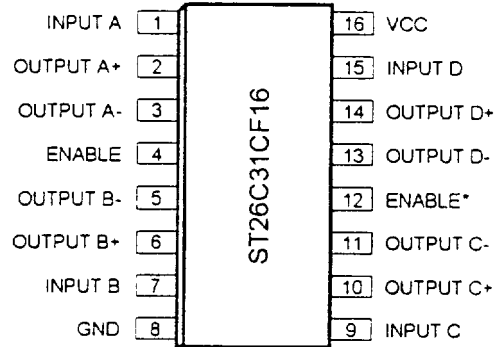 INPUT A 1 16 VCC
OUTPUT A+ 2 15 INPUT D
OUTPUT A- 3 14 OUTPUT D+
ENABLE 4 13 OUTPUT D-
OUTPUT B- 5 12 ENABLE*
OUTPUT B+ 6 11 OUTPUT C-
INPUT B 7 10 OUTPUT C+
GND 8 9 INPUT C
ST26C31CF16